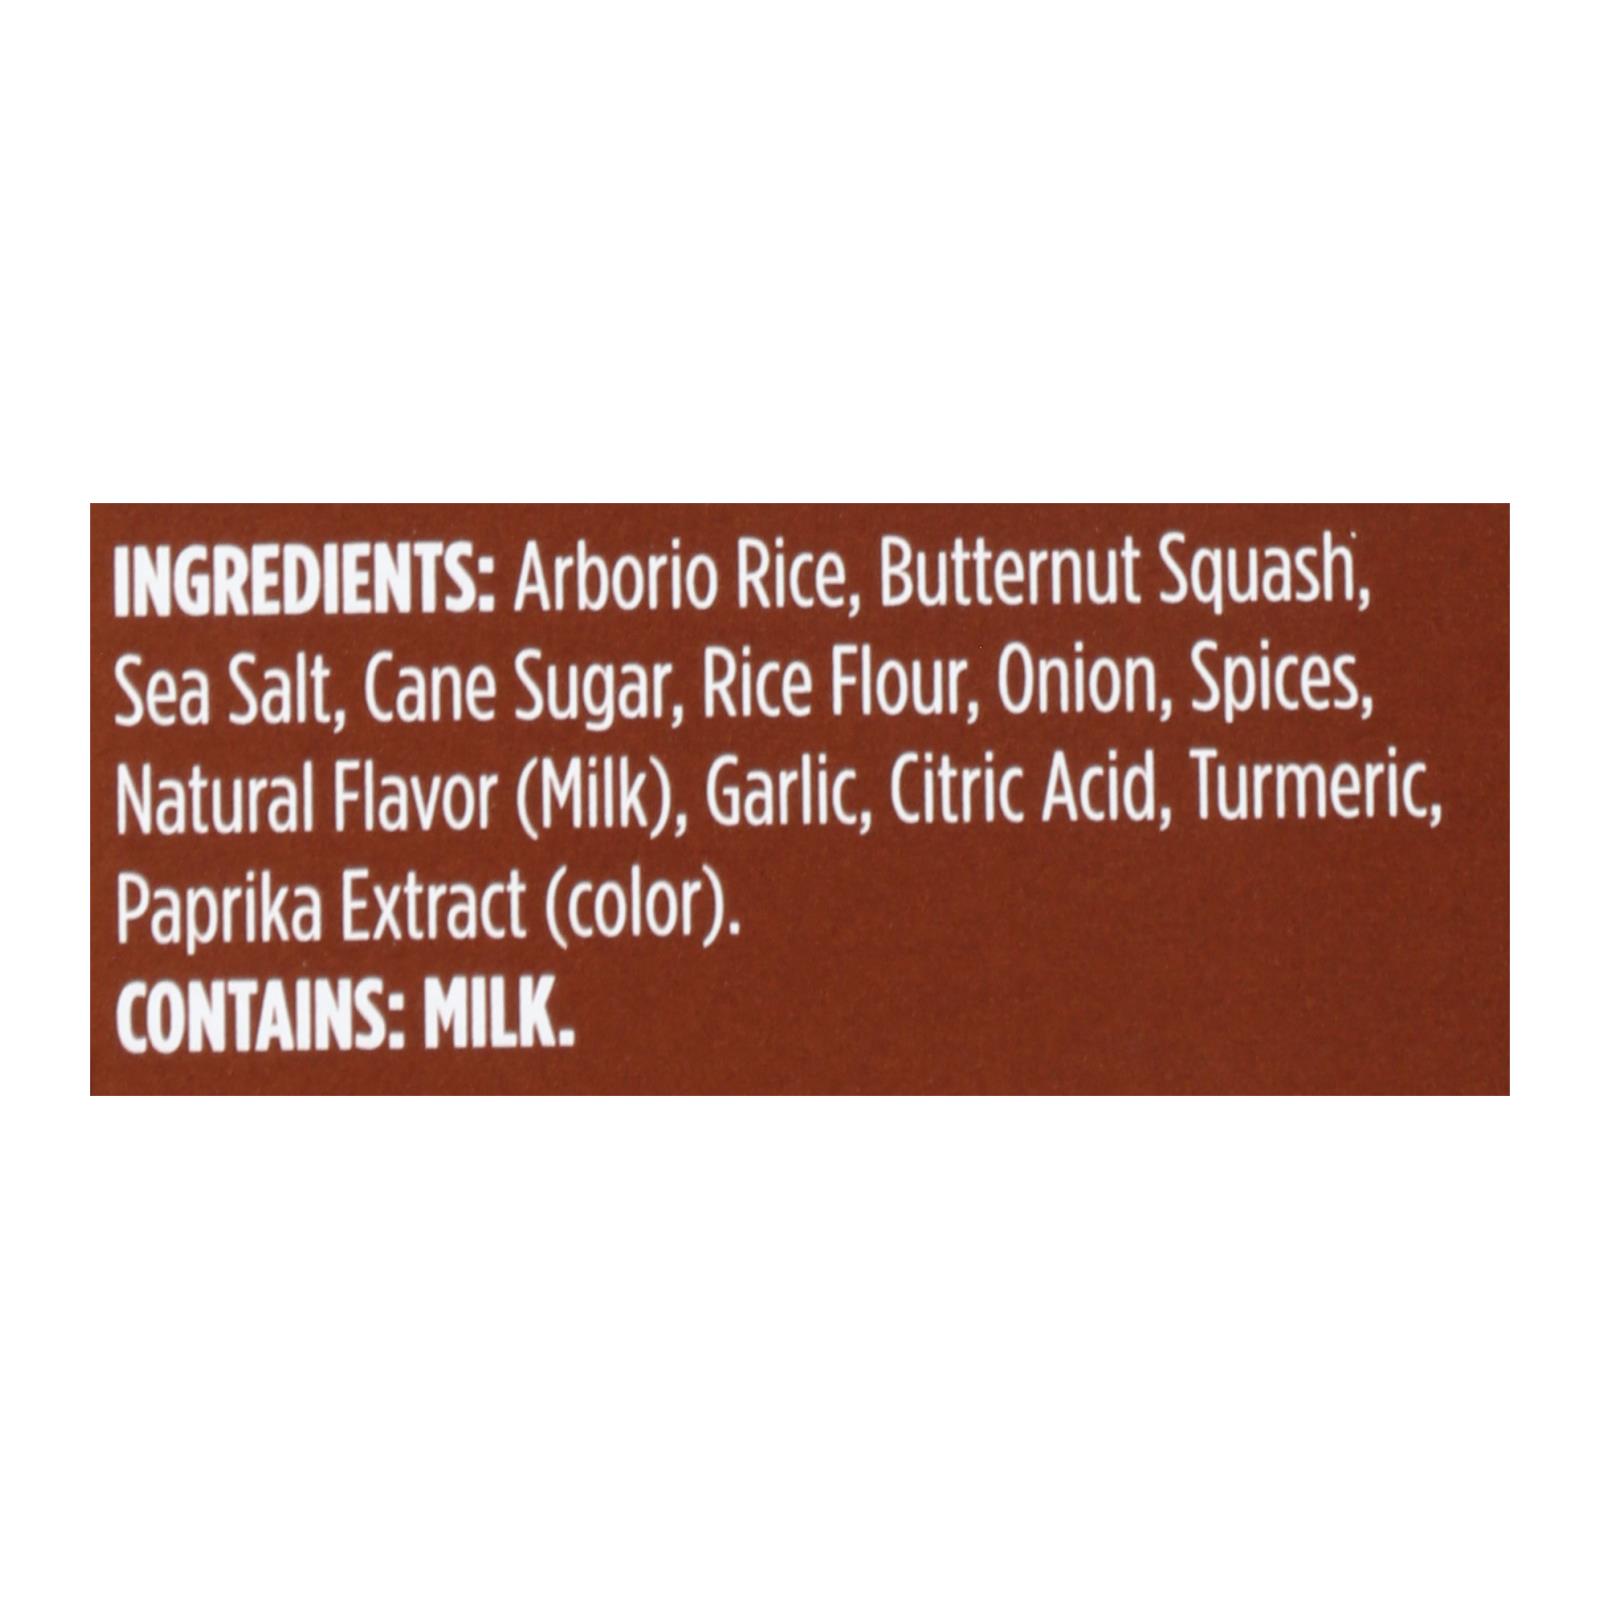 INGREDIENTS: Arborio Rice, Butternut Squash,
Sea Salt, Cane Sugar, Rice Flour, Onion, Spices,
Natural Flavor (Milk), Garlic, Citric Acid, Turmeric,
Paprika Extract (color).
CONTAINS: MILK.